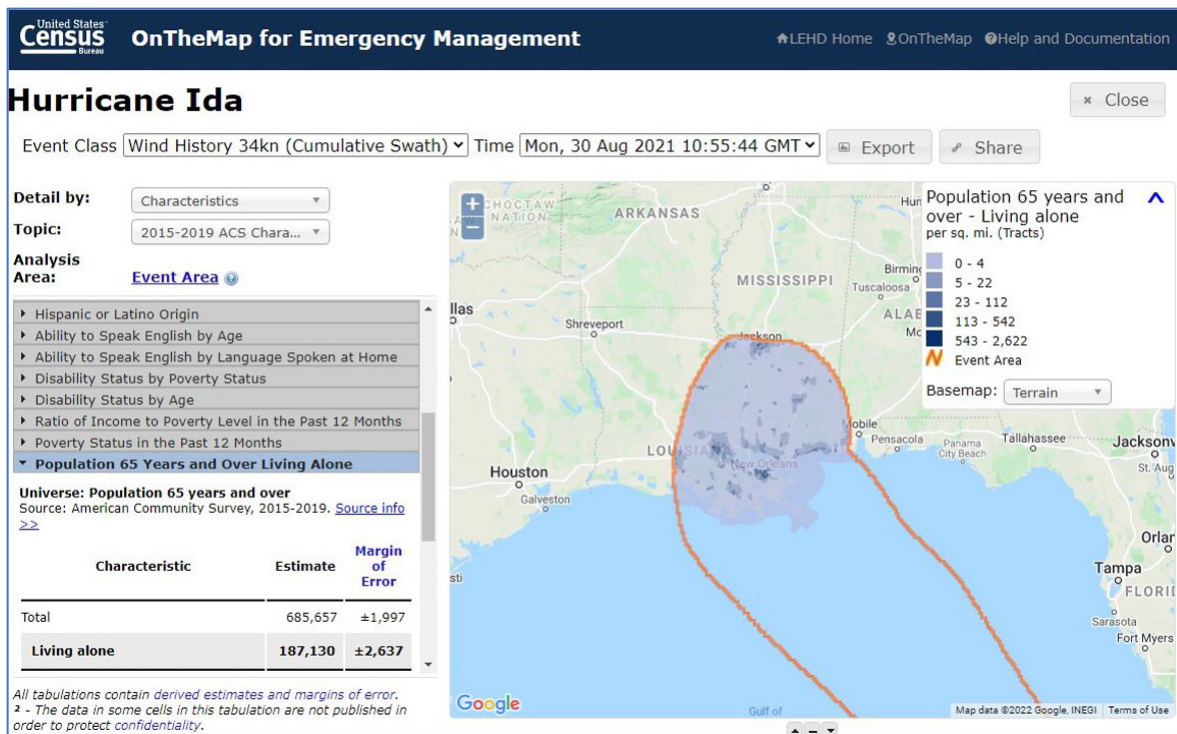 United States
Census
Bureau
OnTheMap for Emergency Management
LEHD Home OnTheMap Help and Documentation
Hurricane Ida
× Close
Event Class Wind History 34kn (Cumulative Swath) Time Mon, 30 Aug 2021 10:55:44 GMT Export Share
Detail by: Characteristics
Topic: 2015-2019 ACS Chara...
Analysis
Area: Event Area
Hispanic or Latino Origin
Ability to Speak English by Age
Ability to Speak English by Language Spoken at Home
Disability Status by Poverty Status
Disability Status by Age
Ratio of Income to Poverty Level in the Past 12 Months
Poverty Status in the Past 12 Months
Population 65 Years and Over Living Alone
Universe: Population 65 years and over
Source: American Community Survey, 2015-2019. Source info
>>
Characteristic Estimate Margin of Error
Total 685,657 ±1,997
Living alone 187,130 ±2,637
All tabulations contain derived estimates and margins of error.
² - The data in some cells in this tabulation are not published in
order to protect confidentiality.
+
−
CHOCTAW
NATION
ARKANSAS
Hun
MISSISSIPPI
Birming
Tuscaloosa
ALAB
Mc
llas
Shreveport
Jackson
LOUISIANA
New Orleans
Mobile
Pensacola
Panama
City Beach
Tallahassee
Jacksonv
St. Aug
Houston
Galveston
sti
Orlar
Tampa
FLORID
Sarasota
Fort Myers
Gulf of
Population 65 years and
over - Living alone
per sq. mi. (Tracts)
0 - 4
5 - 22
23 - 112
113 - 542
543 - 2,622
Event Area
Basemap: Terrain
Google
Map data ©2022 Google, INEGI Terms of Use